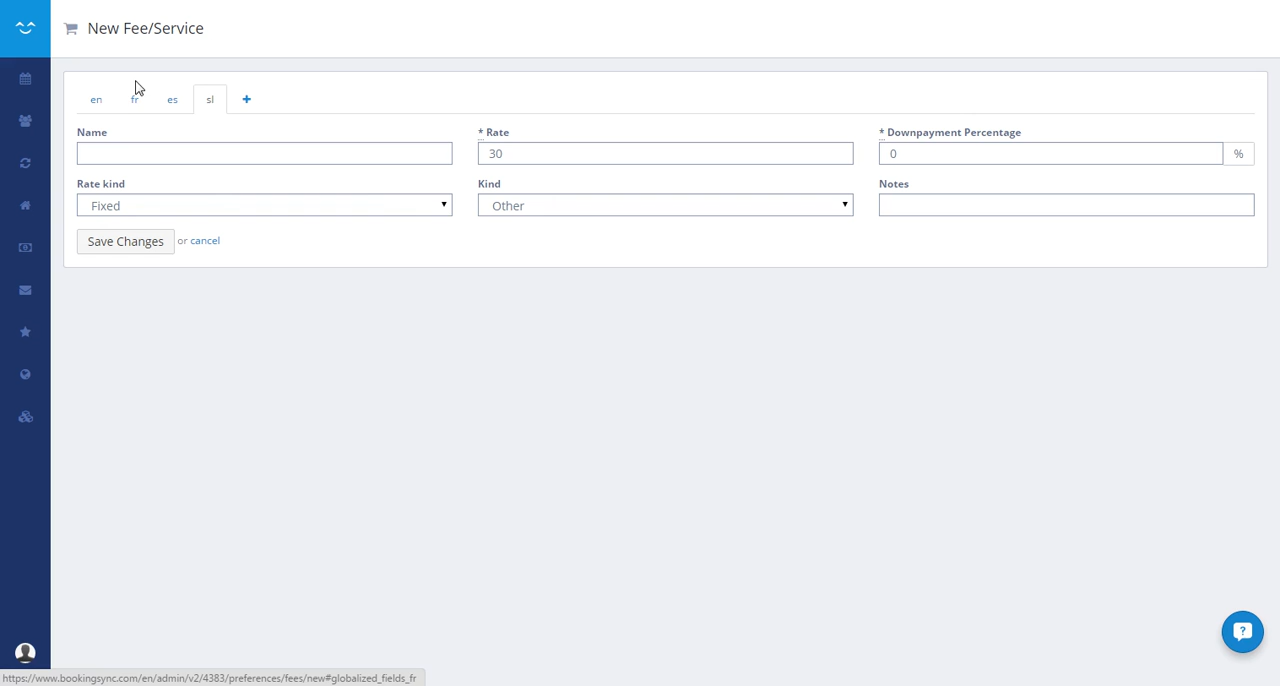 New Fee/Service
en fr es sl +
Name * Rate * Downpayment Percentage
30 0 %
Rate kind Kind Notes
Fixed Other
Save Changes or cancel
https://www.bookingsync.com/en/admin/v2/4383/preferences/fees/new#globalized_fields_fr